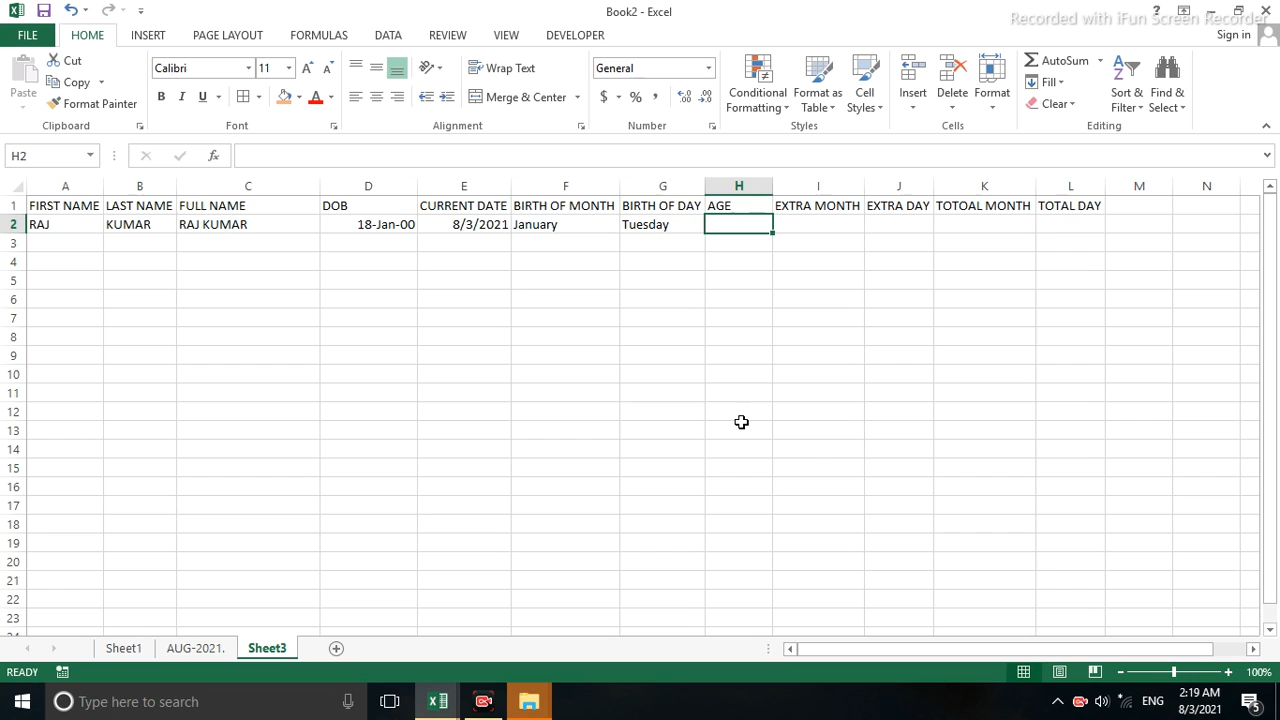 Book2 - Excel
Recorded with iFun Screen Recorder
FILE HOME INSERT PAGE LAYOUT FORMULAS DATA REVIEW VIEW DEVELOPER Sign in
Paste
Cut
Copy
Format Painter
Clipboard
Calibri 11
B I U A
Font
Wrap Text
Merge & Center
Alignment
General
$ % ,
Number
Conditional Formatting
Format as Table
Cell Styles
Styles
Insert Delete Format
Cells
AutoSum
Fill
Clear
Sort & Filter
Find & Select
Editing
H2
fx
A B C D E F G H I J K L M N
1 FIRST NAME LAST NAME FULL NAME DOB CURRENT DATE BIRTH OF MONTH BIRTH OF DAY AGE EXTRA MONTH EXTRA DAY TOTOAL MONTH TOTAL DAY
2 RAJ KUMAR RAJ KUMAR 18-Jan-00 8/3/2021 January Tuesday
3
4
5
6
7
8
9
10
11
12
13
14
15
16
17
18
19
20
21
22
23
Sheet1 AUG-2021. Sheet3
READY 100%
Type here to search
ENG
2:19 AM
8/3/2021
5